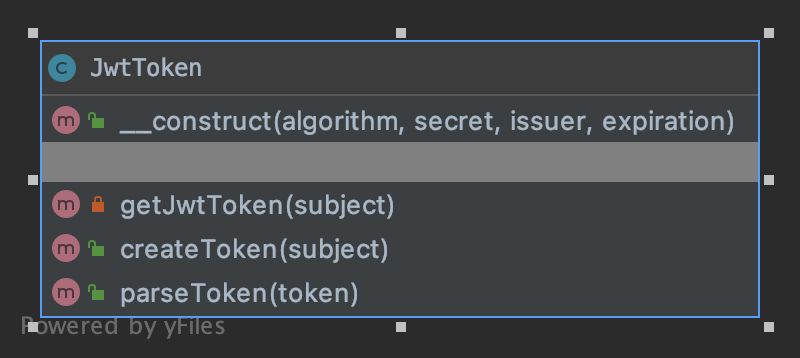 C JwtToken
m __construct(algorithm, secret, issuer, expiration)
m getJwtToken(subject)
m createToken(subject)
m parseToken(token)
Powered by yFiles